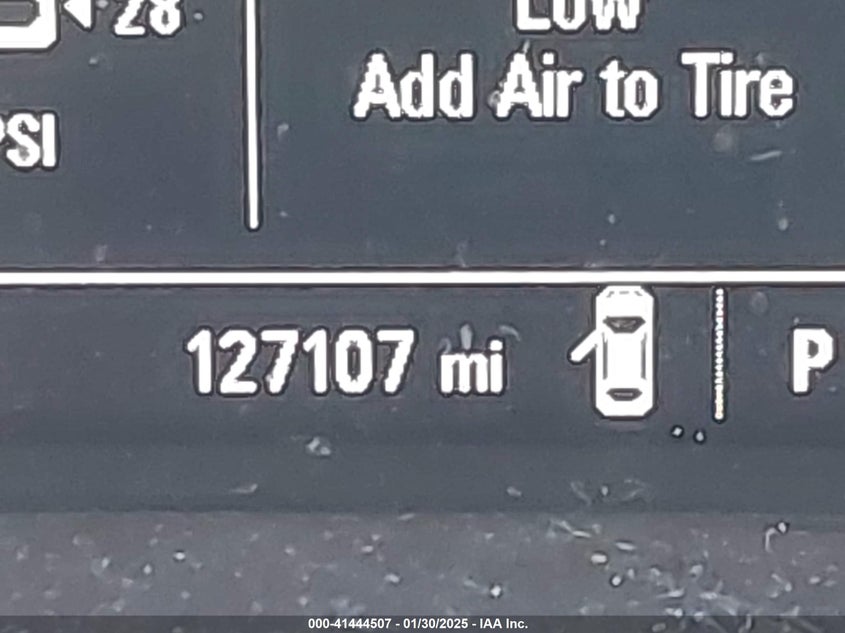 28
Low
Add Air to Tire
PSI
127107 mi
P
000-41444507 - 01/30/2025 - IAA Inc.